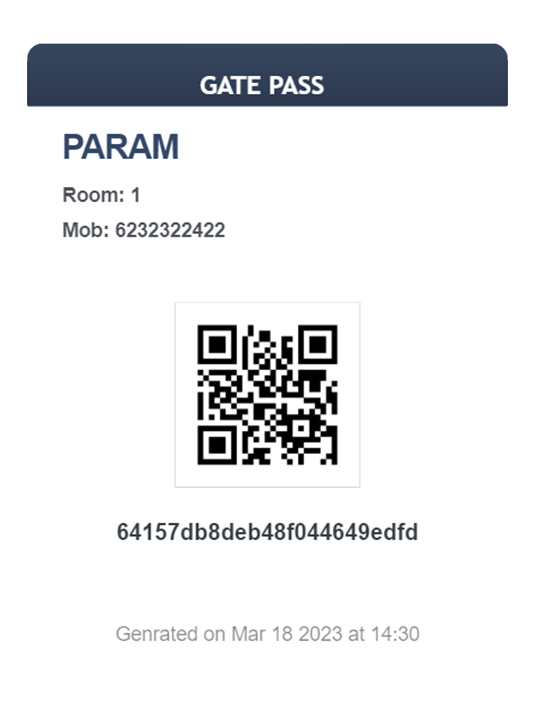 GATE PASS
PARAM
Room: 1
Mob: 6232322422
64157db8deb48f044649edfd
Genrated on Mar 18 2023 at 14:30